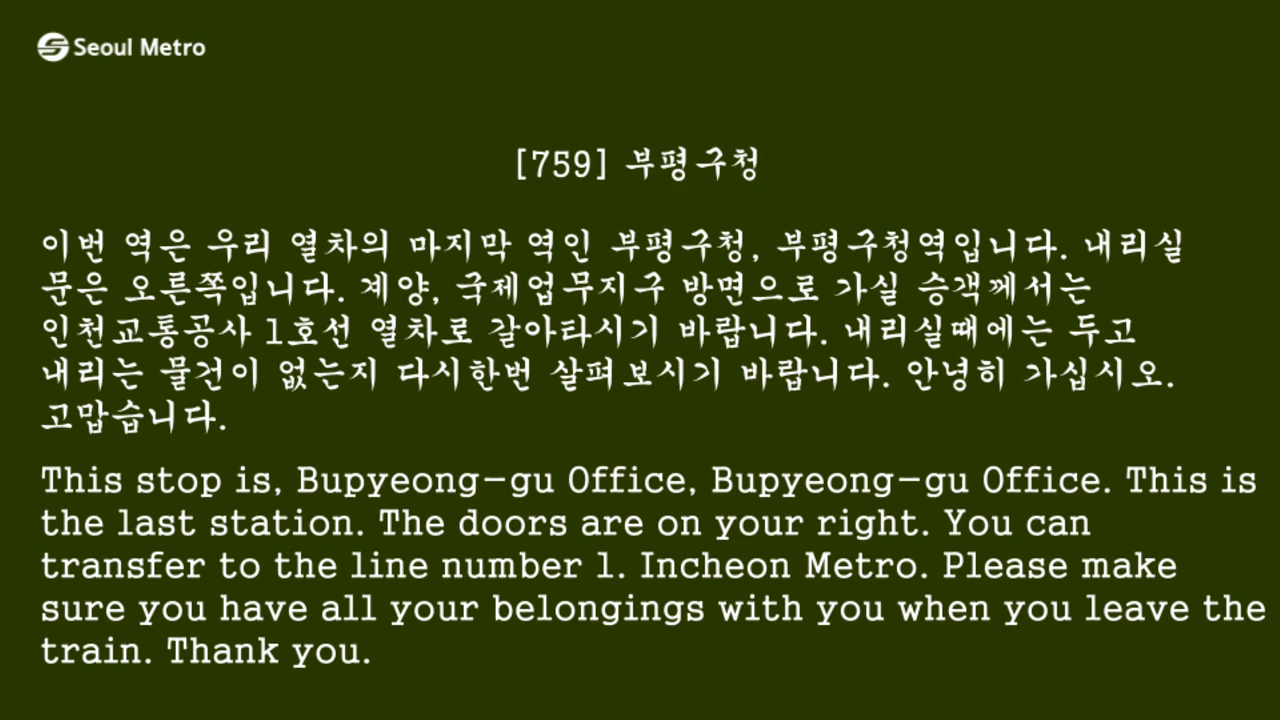 Seoul Metro
[759] 부평구청
이번 역은 우리 열차의 마지막 역인 부평구청, 부평구청역입니다. 내리실
문은 오른쪽입니다. 계양, 국제업무지구 방면으로 가실 승객께서는
인천교통공사 1호선 열차로 갈아타시기 바랍니다. 내리실때에는 두고
내리는 물건이 없는지 다시한번 살펴보시기 바랍니다. 안녕히 가십시오.
고맙습니다.
This stop is, Bupyeong-gu Office, Bupyeong-gu Office. This is
the last station. The doors are on your right. You can
transfer to the line number 1. Incheon Metro. Please make
sure you have all your belongings with you when you leave the
train. Thank you.